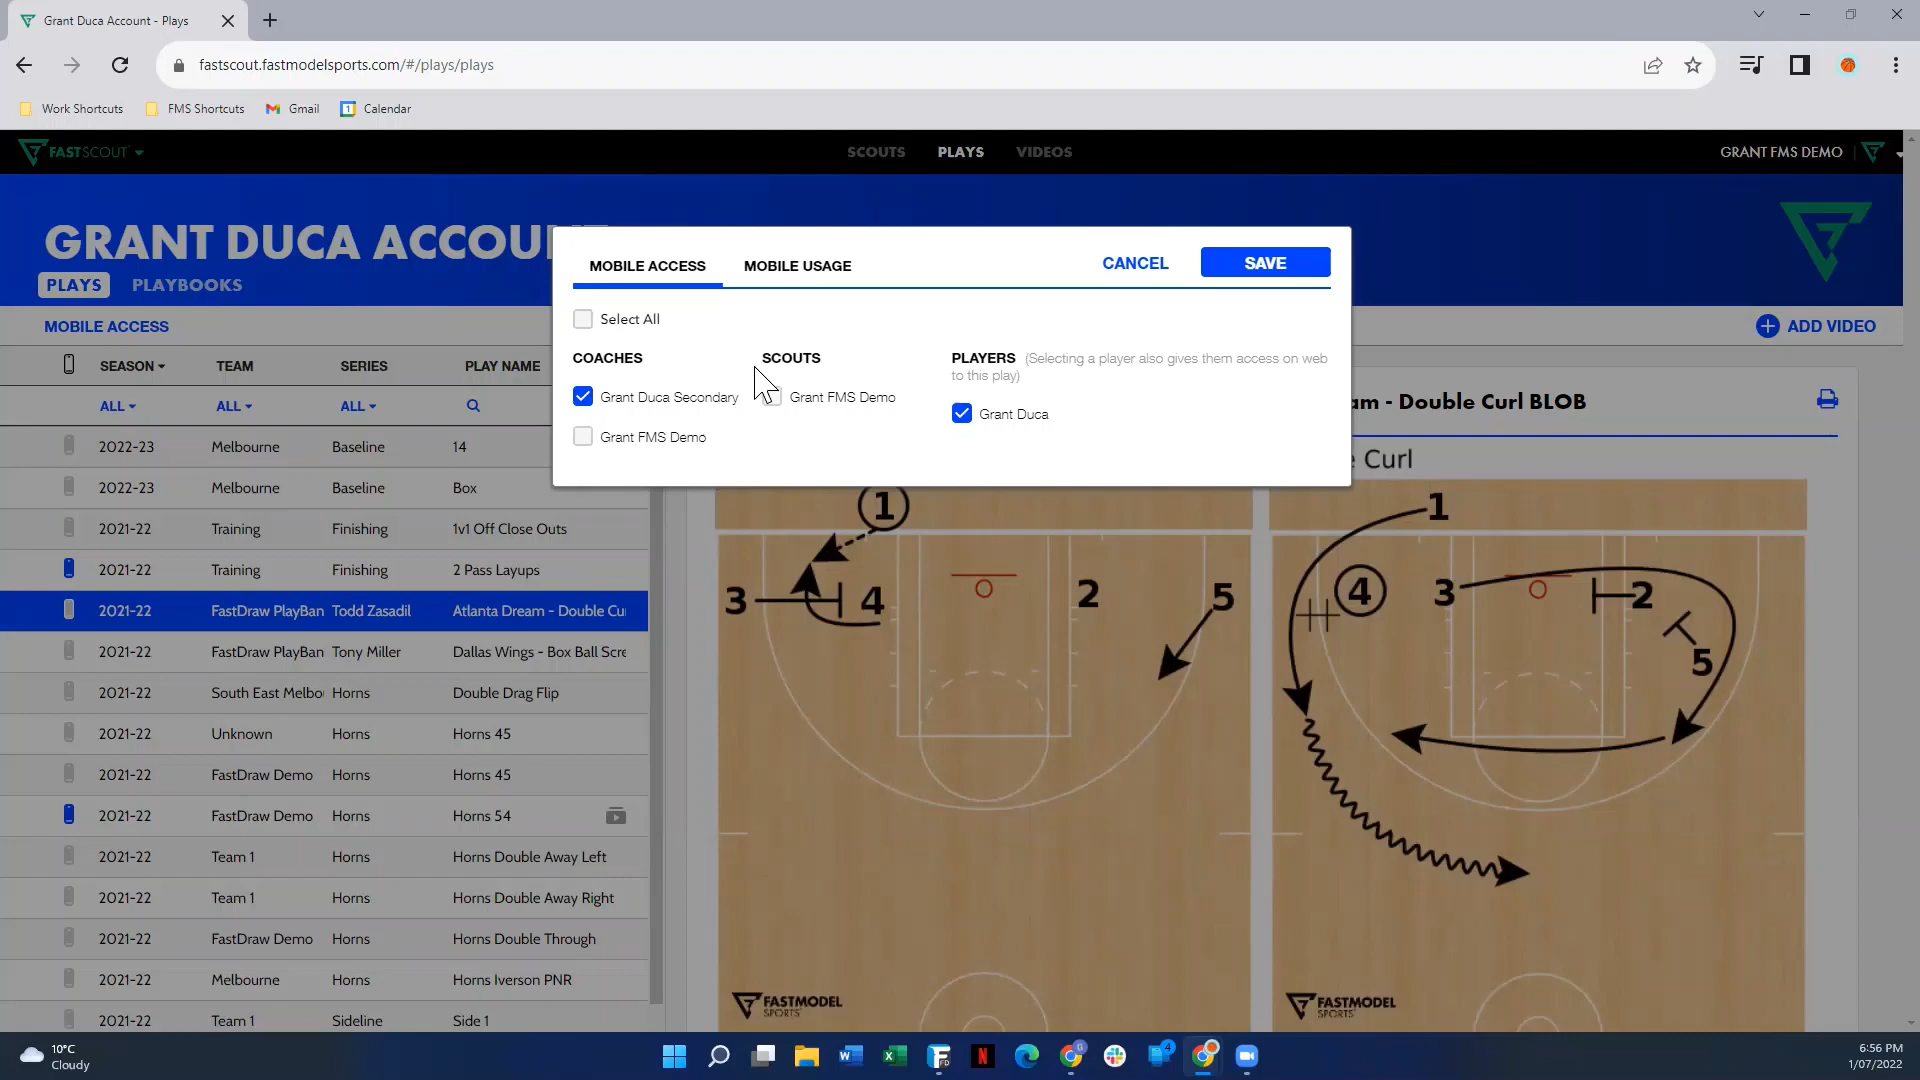 Grant Duca Account - Plays
fastscout.fastmodelsports.com/#/plays/plays
Work Shortcuts FMS Shortcuts Gmail Calendar
FASTSCOUT SCOUTS PLAYS VIDEOS GRANT FMS DEMO
GRANT DUCA ACCOUNT
PLAYS PLAYBOOKS
MOBILE ACCESS ADD VIDEO
MOBILE ACCESS MOBILE USAGE CANCEL SAVE
Select All
COACHES SCOUTS PLAYERS (Selecting a player also gives them access on web
to this play)
Grant Duca Secondary Grant FMS Demo Grant Duca
Grant FMS Demo
SEASON TEAM SERIES PLAY NAME
ALL ALL ALL
2022-23 Melbourne Baseline 14
2022-23 Melbourne Baseline Box
2021-22 Training Finishing 1v1 Off Close Outs
2021-22 Training Finishing 2 Pass Layups
2021-22 FastDraw PlayBan Todd Zasadil Atlanta Dream - Double Cu
2021-22 FastDraw PlayBan Tony Miller Dallas Wings - Box Ball Scre
2021-22 South East Melbo Horns Double Drag Flip
2021-22 Unknown Horns Horns 45
2021-22 FastDraw Demo Horns Horns 45
2021-22 FastDraw Demo Horns Horns 54
2021-22 Team 1 Horns Horns Double Away Left
2021-22 Team 1 Horns Horns Double Away Right
2021-22 FastDraw Demo Horns Horns Double Through
2021-22 Melbourne Horns Horns Iverson PNR
2021-22 Team 1 Sideline Side 1
am - Double Curl BLOB
Curl
1
3 4 2 5
FASTMODEL
SPORTS
1
4 3 2
5
FASTMODEL
SPORTS
10°C
Cloudy
4
6:56 PM
1/07/2022